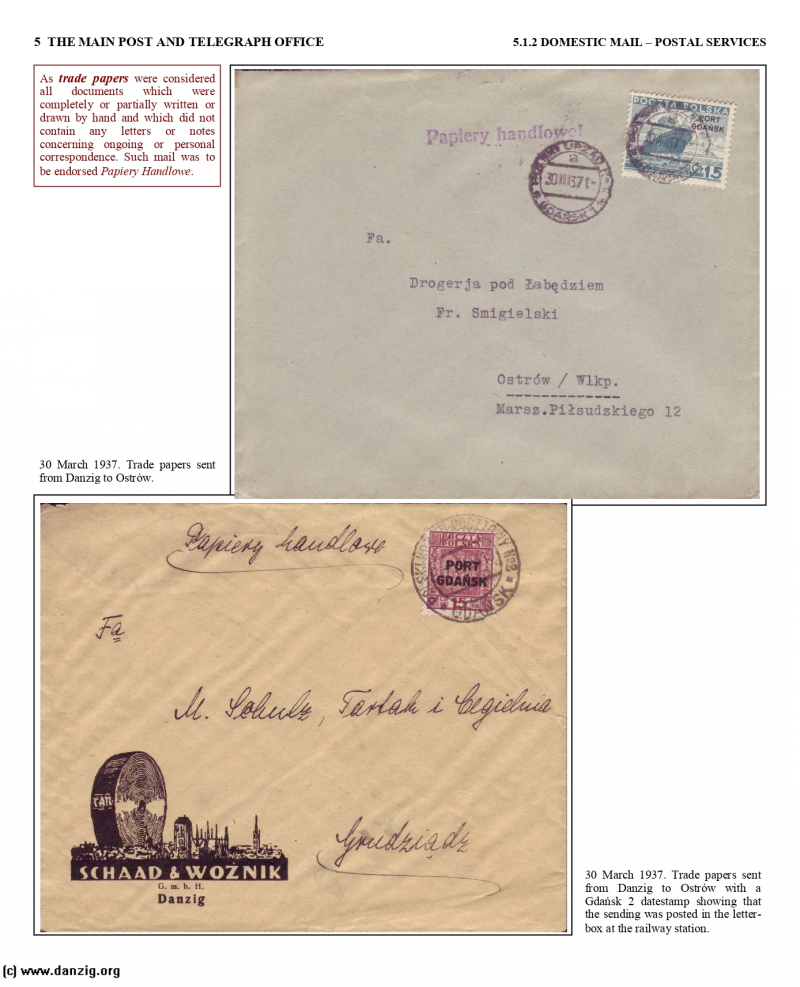 5 THE MAIN POST AND TELEGRAPH OFFICE
5.1.2 DOMESTIC MAIL – POSTAL SERVICES
As trade papers were considered
all documents which were
completely or partially written or
drawn by hand and which did not
contain any letters or notes
concerning ongoing or personal
correspondence. Such mail was to
be endorsed Papiery Handlowe.
Papiery handlowe!
POCZTA POLSKA
PORT
GDAŃSK
15
a
GDAŃSK 1
Fa.
Drogerja pod Łabędziem
Fr. Smigielski
Ostrów / Wlkp.
Marsz.Piłsudzkiego 12
30 March 1937. Trade papers sent
from Danzig to Ostrów.
Papiery handlowe
POCZTA
POLSKA
PORT
GDAŃSK
15
Fa
M. Schulz, Tartak i Cegielnia
Grudziądz
SCHAAD & WOŻNIK
G. m. b. H.
Danzig
30 March 1937. Trade papers sent
from Danzig to Ostrów with a
Gdańsk 2 datestamp showing that
the sending was posted in the letter-
box at the railway station.
(c) www.danzig.org